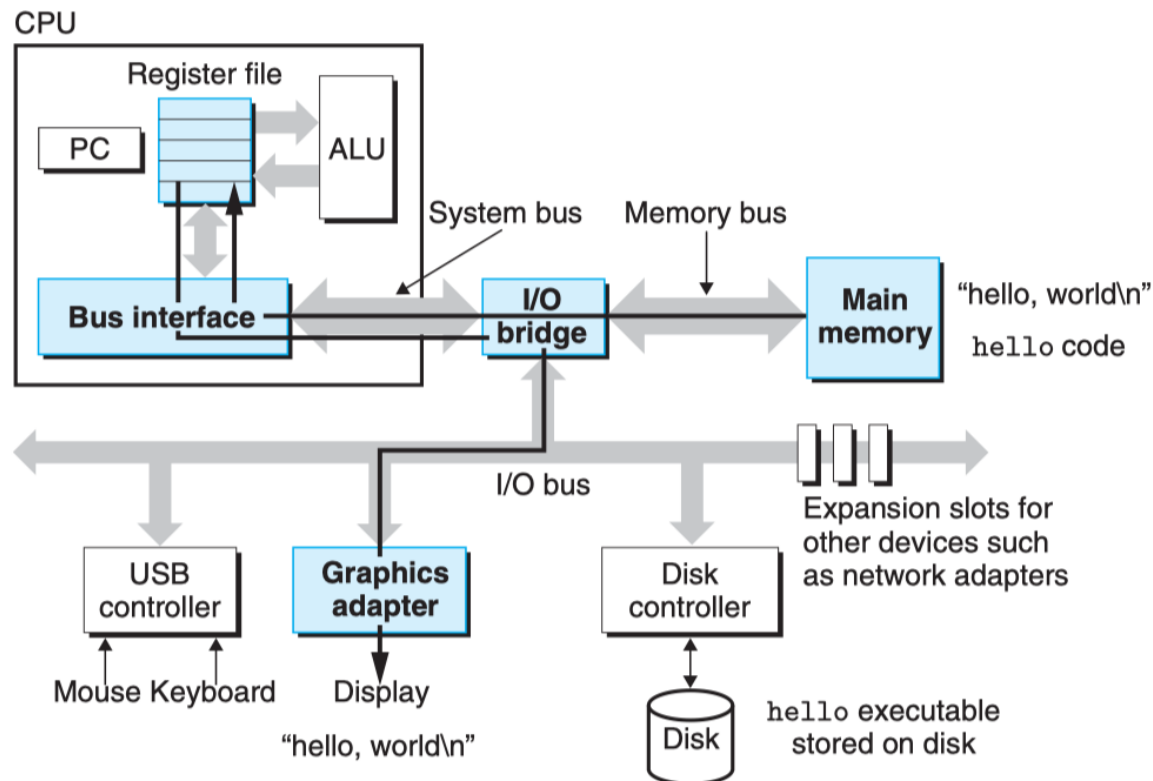 CPU
Register file
PC
ALU
System bus
Memory bus
Bus interface
I/O
bridge
Main
memory
“hello, world\n”
hello code
I/O bus
Expansion slots for
other devices such
as network adapters
USB
controller
Graphics
adapter
Disk
controller
Mouse Keyboard
Display
“hello, world\n”
Disk
hello executable
stored on disk